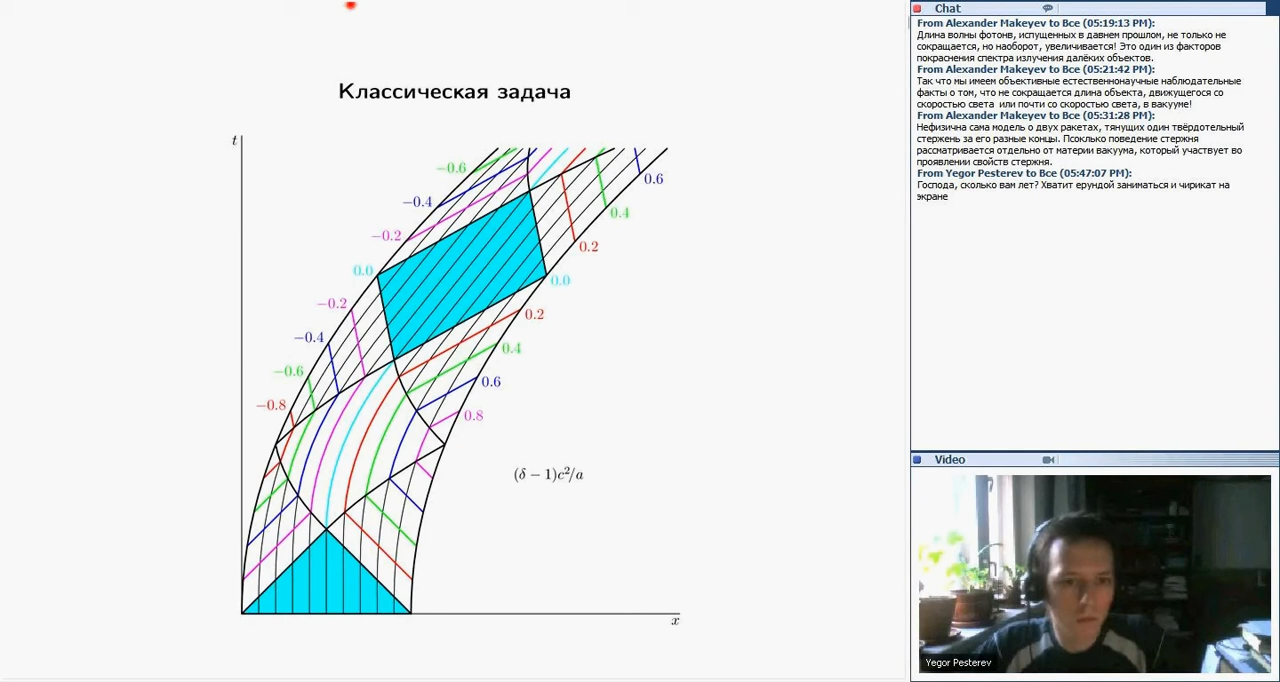 Классическая задача
t
−0.6
0.6
−0.4
0.4
−0.2
0.2
0.0
0.0
−0.2
0.2
−0.4
0.4
−0.6
0.6
−0.8
0.8
(δ − 1)c²/a
x
Chat
From Alexander Makeyev to Все (05:19:13 PM):
Длина волны фотонв, испущенных в давнем прошлом, не только не
сокращается, но наоборот, увеличивается! Это один из факторов
покраснения спектра излучения далёких объектов.
From Alexander Makeyev to Все (05:21:42 PM):
Так что мы имеем объективные естественнонаучные наблюдательные
факты о том, что не сокращается длина объекта, движущегося со
скоростью света или почти со скоростью света, в вакууме!
From Alexander Makeyev to Все (05:31:28 PM):
Нефизична сама модель о двух ракетах, тянущих один твёрдотельный
стержень за его разные концы. Псоклько поведение стержня
рассматривается отдельно от материи вакуума, который участвует во
проявлении свойств стержня.
From Yegor Pesterev to Все (05:47:07 PM):
Господа, сколько вам лет? Хватит ерундой заниматься и чирикат на
экране
Video
Yegor Pesterev